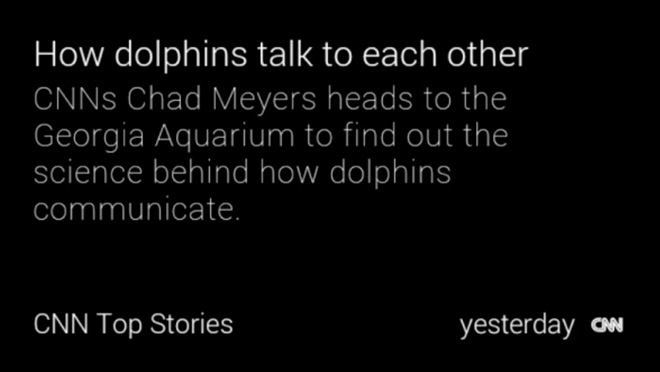 How dolphins talk to each other
CNNs Chad Meyers heads to the
Georgia Aquarium to find out the
science behind how dolphins
communicate.
CNN Top Stories
yesterday CNN